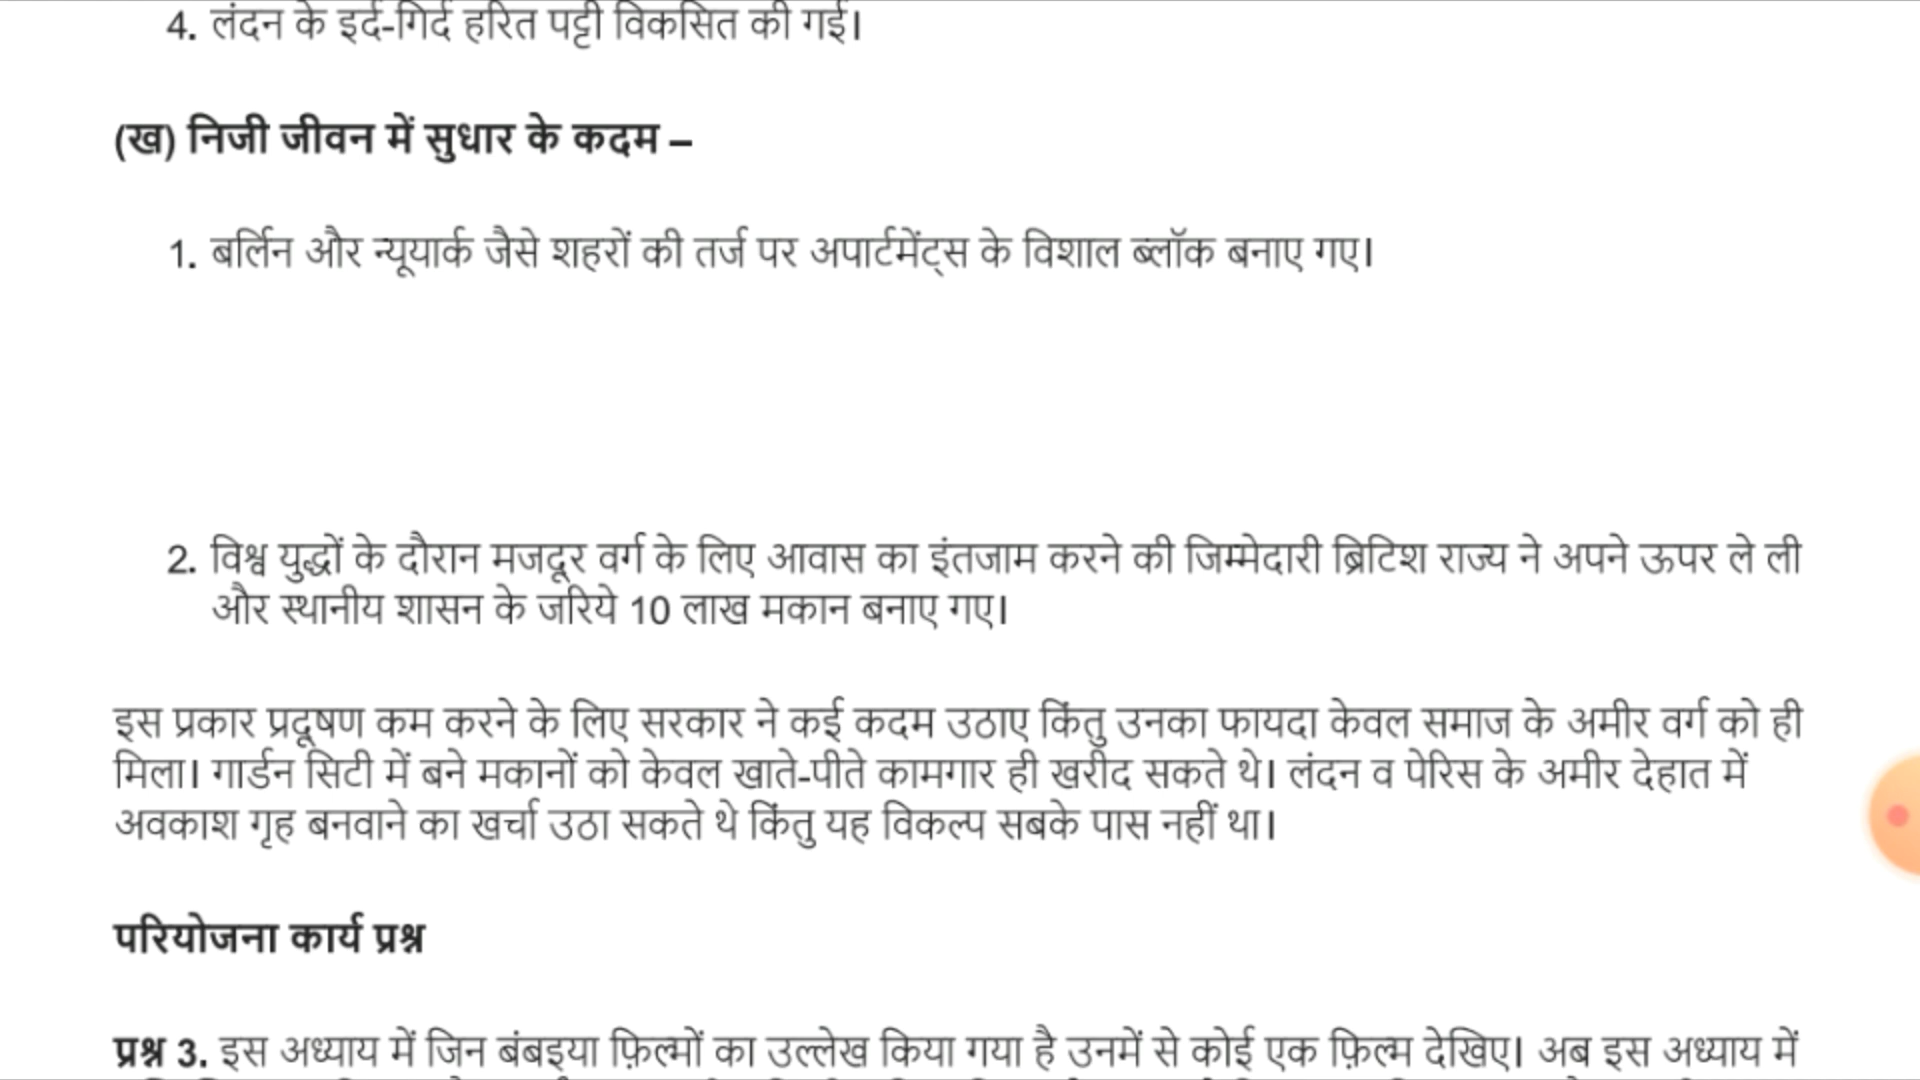 4. लंदन के इर्द-गिर्द हरित पट्टी विकसित की गई।
(ख) निजी जीवन में सुधार के कदम –
1. बर्लिन और न्यूयार्क जैसे शहरों की तर्ज पर अपार्टमेंट्स के विशाल ब्लॉक बनाए गए।
2. विश्व युद्धों के दौरान मजदूर वर्ग के लिए आवास का इंतजाम करने की जिम्मेदारी ब्रिटिश राज्य ने अपने ऊपर ले ली
और स्थानीय शासन के जरिये 10 लाख मकान बनाए गए।
इस प्रकार प्रदूषण कम करने के लिए सरकार ने कई कदम उठाए किंतु उनका फायदा केवल समाज के अमीर वर्ग को ही
मिला। गार्डन सिटी में बने मकानों को केवल खाते-पीते कामगार ही खरीद सकते थे। लंदन व पेरिस के अमीर देहात में
अवकाश गृह बनवाने का खर्चा उठा सकते थे किंतु यह विकल्प सबके पास नहीं था।
परियोजना कार्य प्रश्न
प्रश्न 3. इस अध्याय में जिन बंबइया फ़िल्मों का उल्लेख किया गया है उनमें से कोई एक फ़िल्म देखिए। अब इस अध्याय में